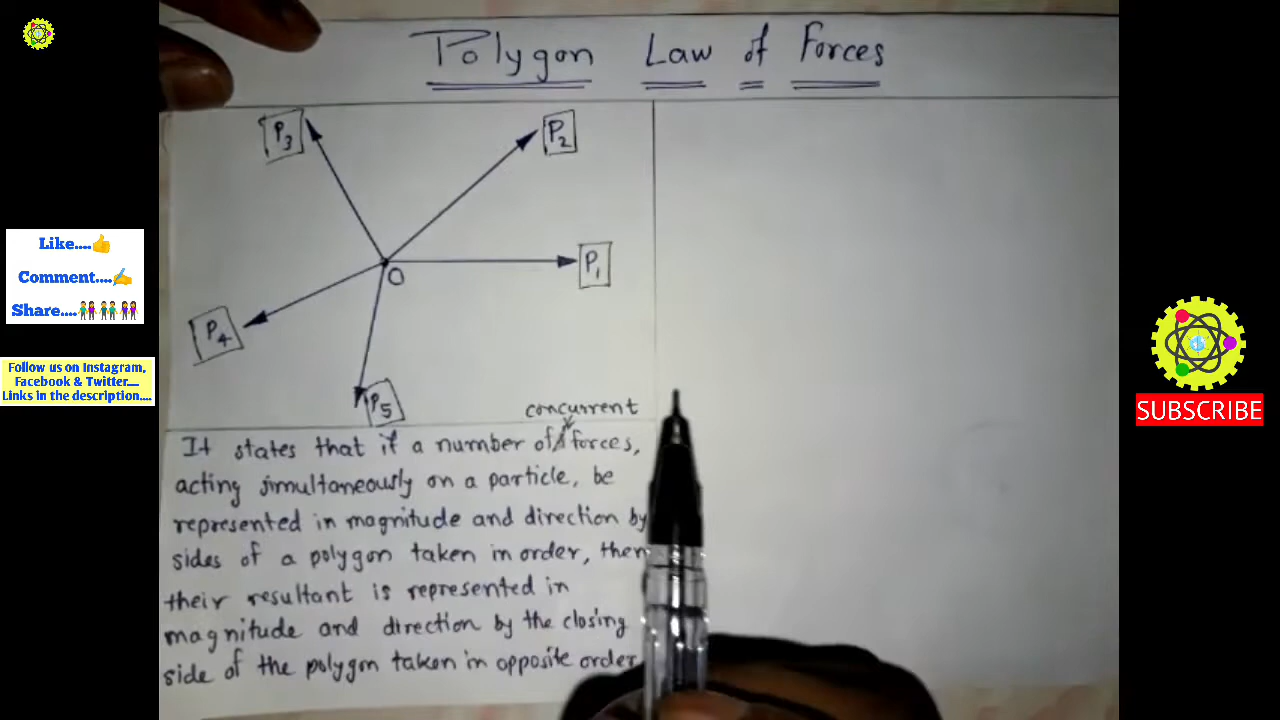 Polygon Law of Forces
P3
P2
P1
O
P4
P5
concurrent
It states that if a number of forces,
acting simultaneously on a particle, be
represented in magnitude and direction by
sides of a polygon taken in order, then
their resultant is represented in
magnitude and direction by the closing
side of the polygon taken in opposite order
Like....👍
Comment....✍
Share....👭👬👭
Follow us on Instagram,
Facebook & Twitter....
Links in the description....
SUBSCRIBE